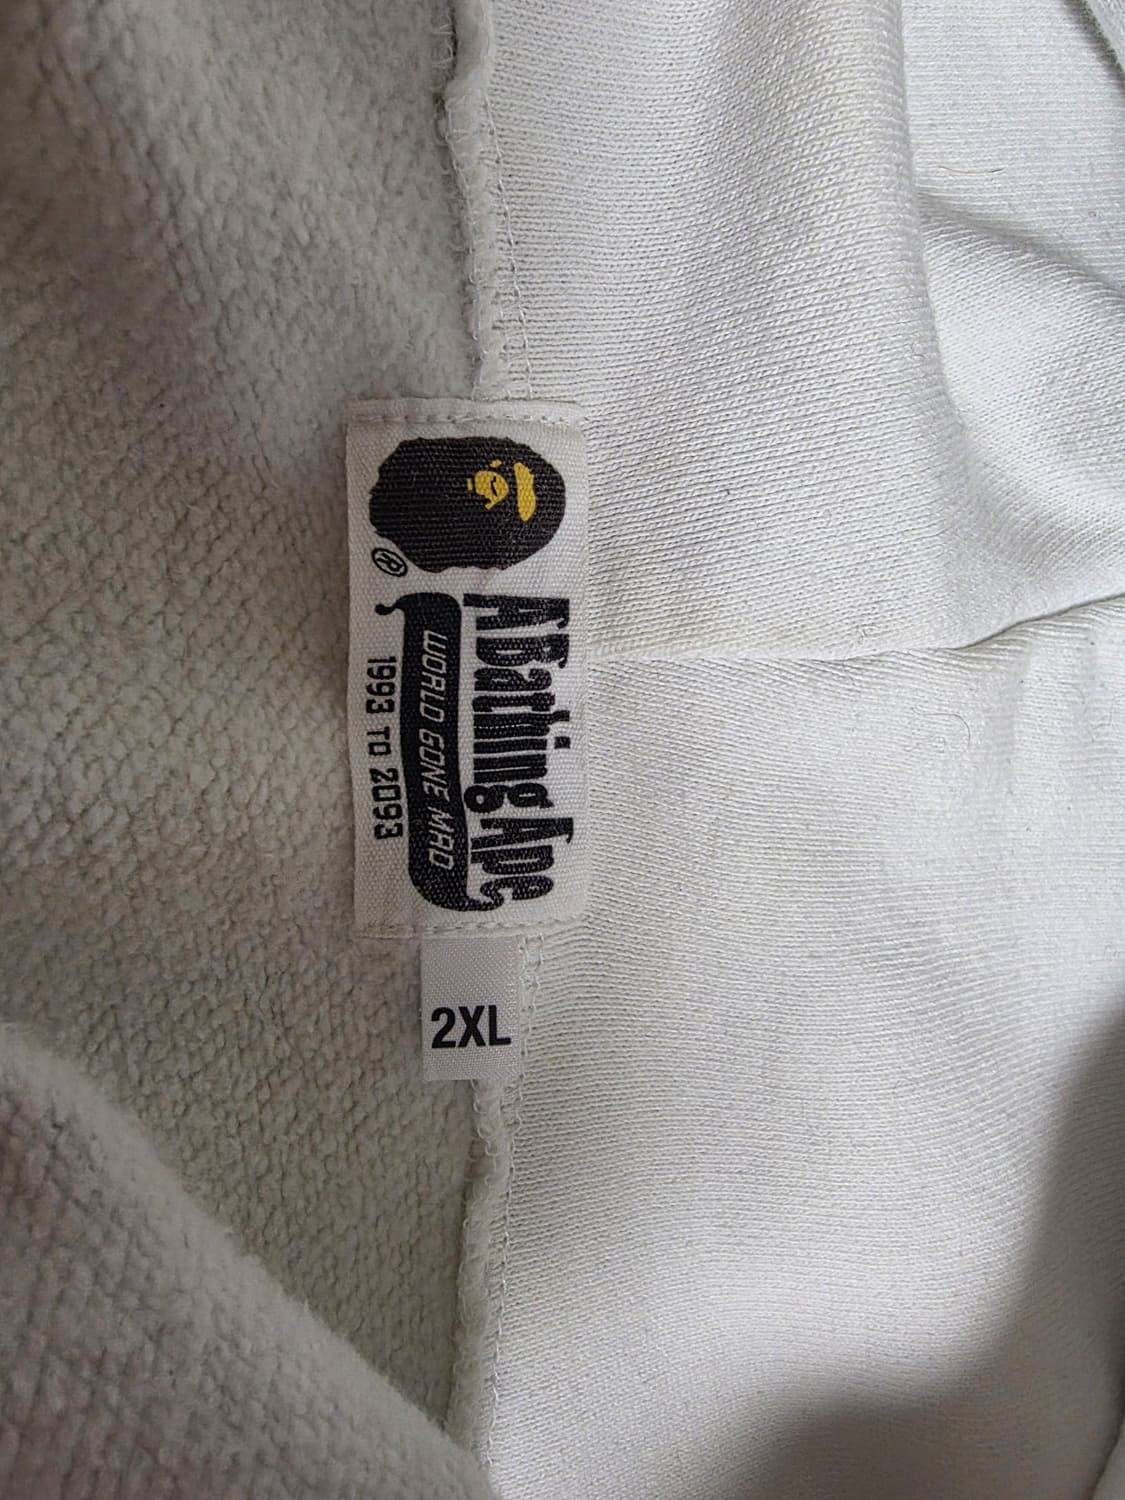 ®
A Bathing Ape
WORLD GONE MAD
1993 TO 2093
2XL